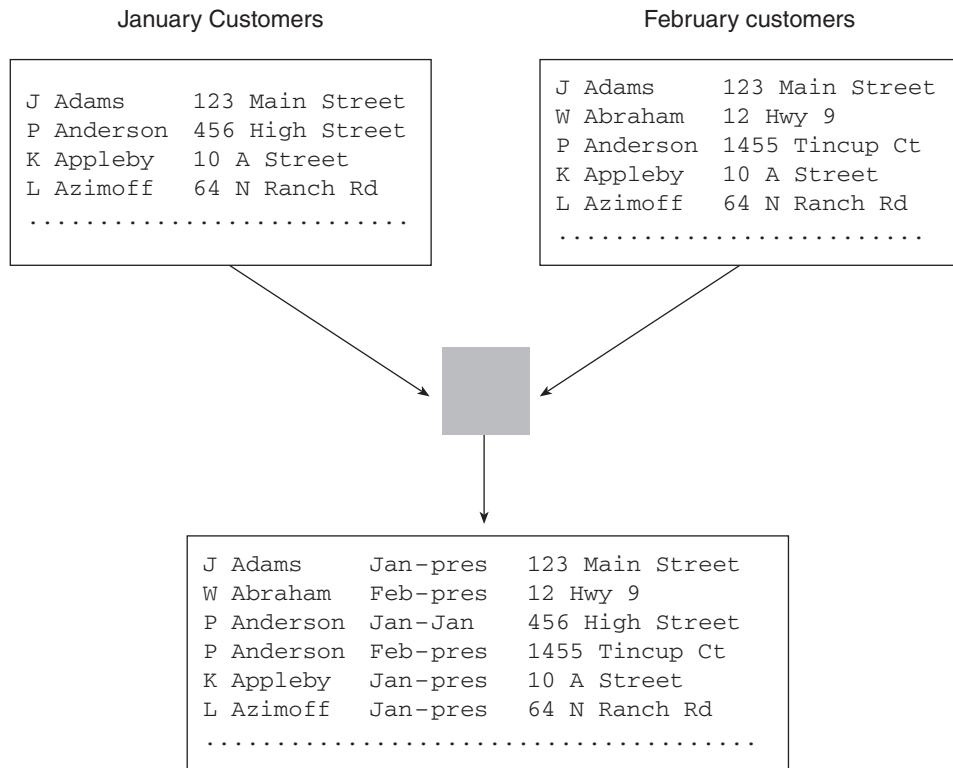 January Customers
J Adams 123 Main Street
P Anderson 456 High Street
K Appleby 10 A Street
L Azimoff 64 N Ranch Rd
...........................
February customers
J Adams 123 Main Street
W Abraham 12 Hwy 9
P Anderson 1455 Tincup Ct
K Appleby 10 A Street
L Azimoff 64 N Ranch Rd
..........................
J Adams Jan-pres 123 Main Street
W Abraham Feb-pres 12 Hwy 9
P Anderson Jan-Jan 456 High Street
P Anderson Feb-pres 1455 Tincup Ct
K Appleby Jan-pres 10 A Street
L Azimoff Jan-pres 64 N Ranch Rd
.......................................